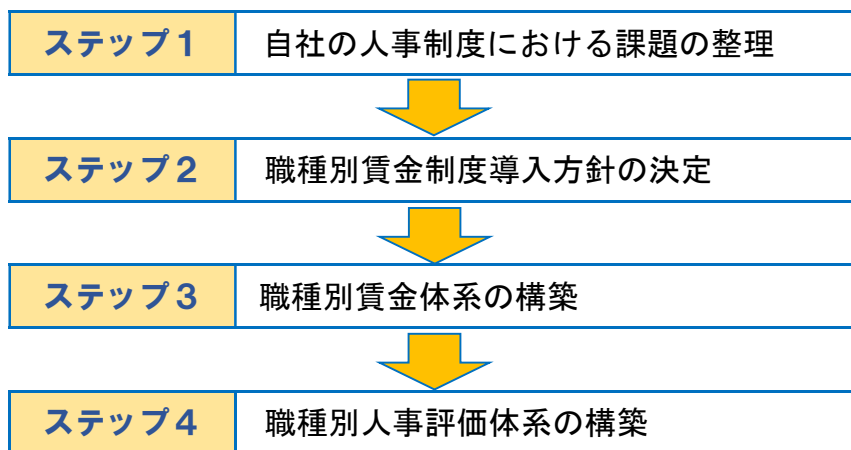 ステップ1 自社の人事制度における課題の整理
ステップ2 職種別賃金制度導入方針の決定
ステップ3 職種別賃金体系の構築
ステップ4 職種別人事評価体系の構築